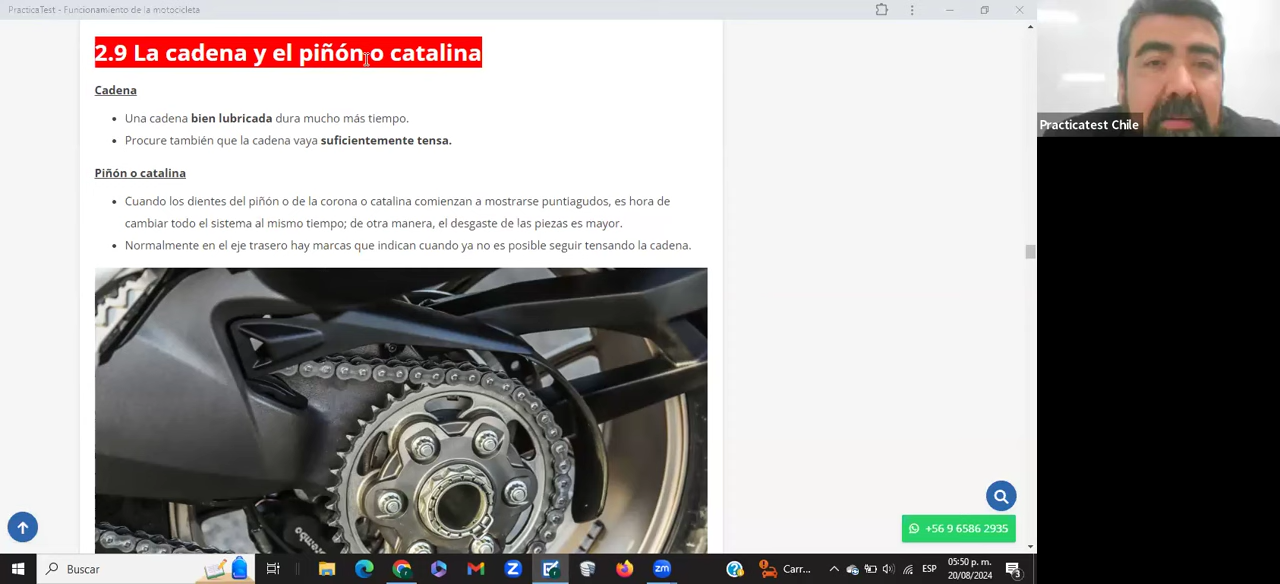 PracticaTest - Funcionamiento de la motocicleta
2.9 La cadena y el piñón o catalina
Cadena
Una cadena bien lubricada dura mucho más tiempo.
Procure también que la cadena vaya suficientemente tensa.
Piñón o catalina
Cuando los dientes del piñón o de la corona o catalina comienzan a mostrarse puntiagudos, es hora de
cambiar todo el sistema al mismo tiempo; de otra manera, el desgaste de las piezas es mayor.
Normalmente en el eje trasero hay marcas que indican cuando ya no es posible seguir tensando la cadena.
Practicatest Chile
+56 9 6586 2935
Buscar
zm
Carr...
ESP
05:50 p. m.
20/08/2024
3